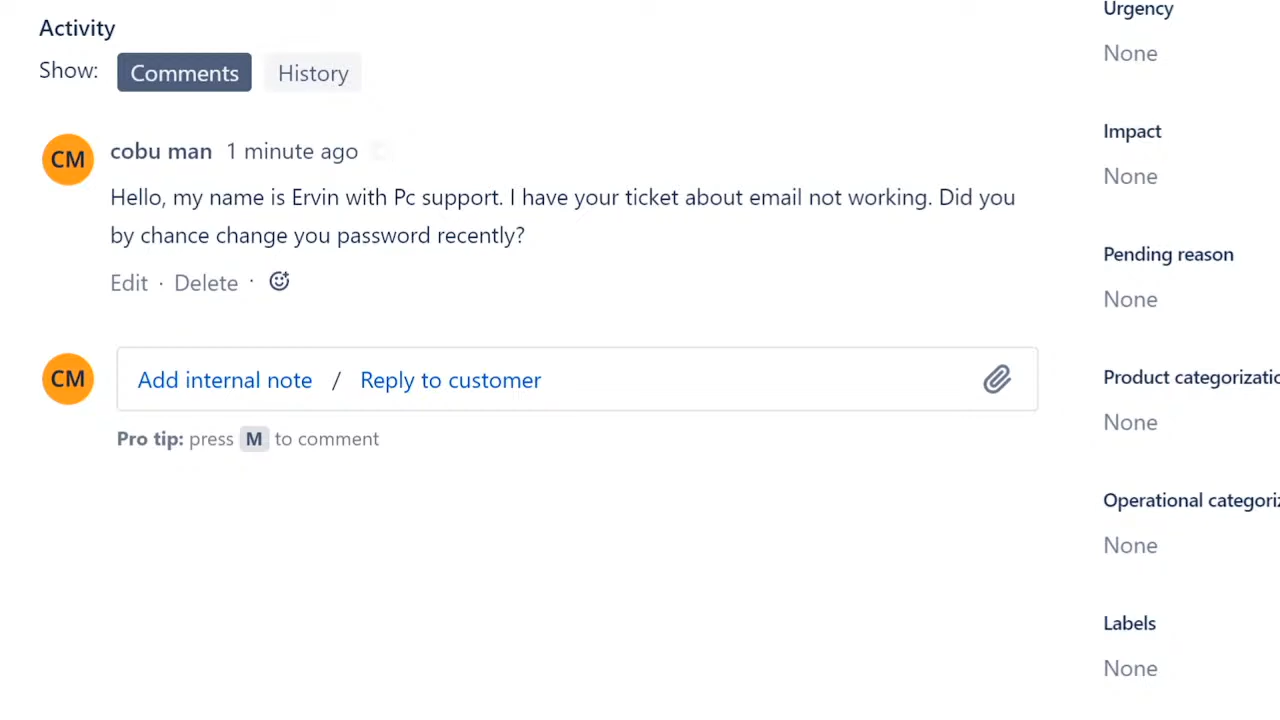 Activity
Show: Comments History
CM cobu man 1 minute ago
Hello, my name is Ervin with Pc support. I have your ticket about email not working. Did you
by chance change you password recently?
Edit · Delete ·
CM Add internal note / Reply to customer
Pro tip: press M to comment
Urgency
None
Impact
None
Pending reason
None
Product categorizatio
None
Operational categoriz
None
Labels
None